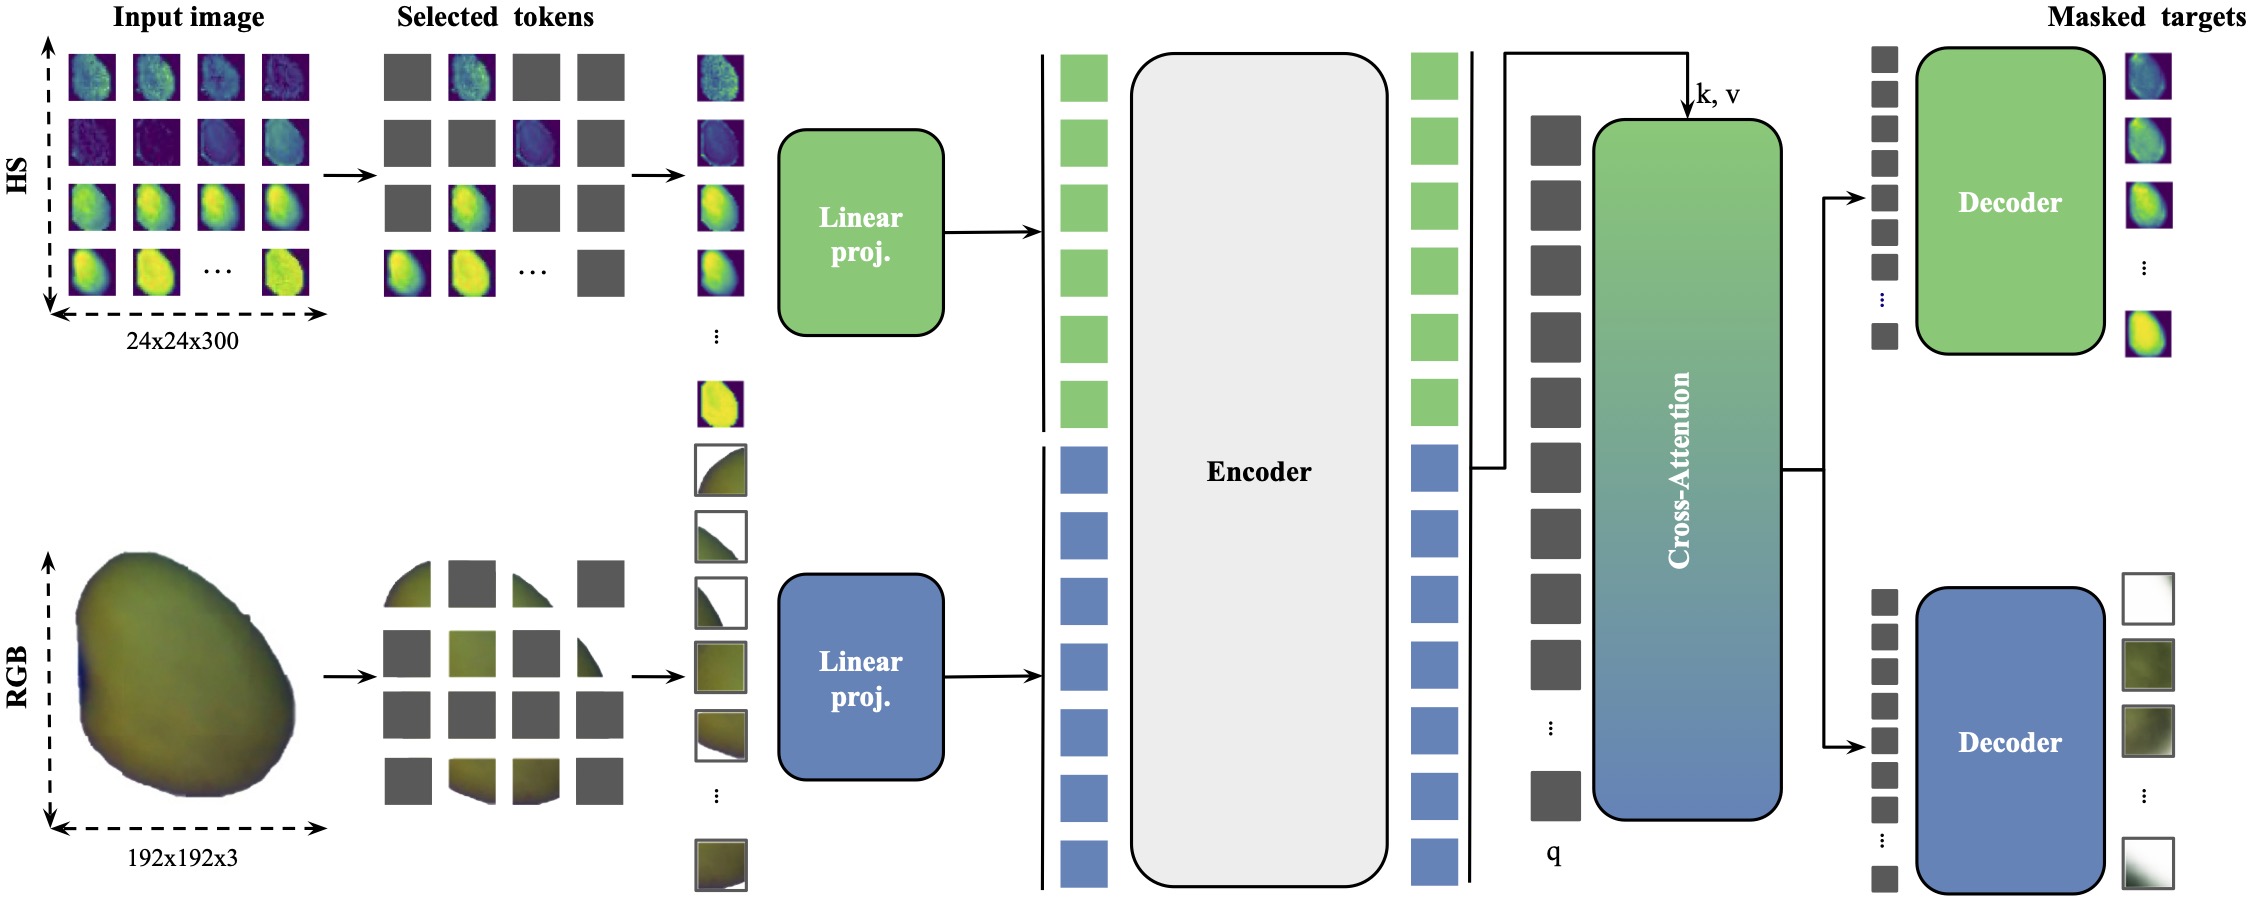 Input image
Selected tokens
Masked targets
HS
24x24x300
Linear
proj.
k, v
Decoder
Encoder
Cross-Attention
RGB
192x192x3
Linear
proj.
q
Decoder